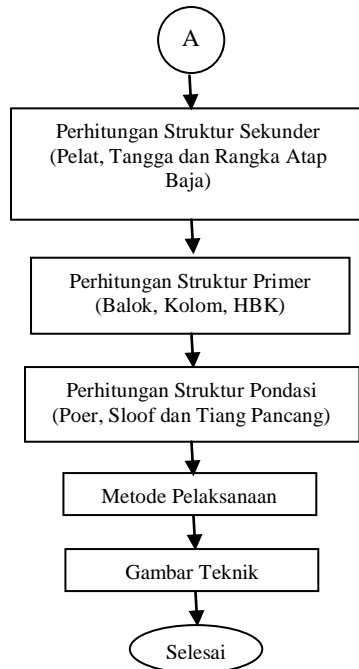 A
Perhitungan Struktur Sekunder
(Pelat, Tangga dan Rangka Atap
Baja)
Perhitungan Struktur Primer
(Balok, Kolom, HBK)
Perhitungan Struktur Pondasi
(Poer, Sloof dan Tiang Pancang)
Metode Pelaksanaan
Gambar Teknik
Selesai